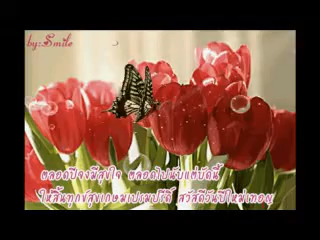 by:Smile
ตลอดปีจงมีสุขใจ ตลอดไปนับแต่บัดนี้
ให้สิ้นทุกข์สุขเกษมเปรมปรีดิ์ สวัสดีวันปีใหม่เทอญ